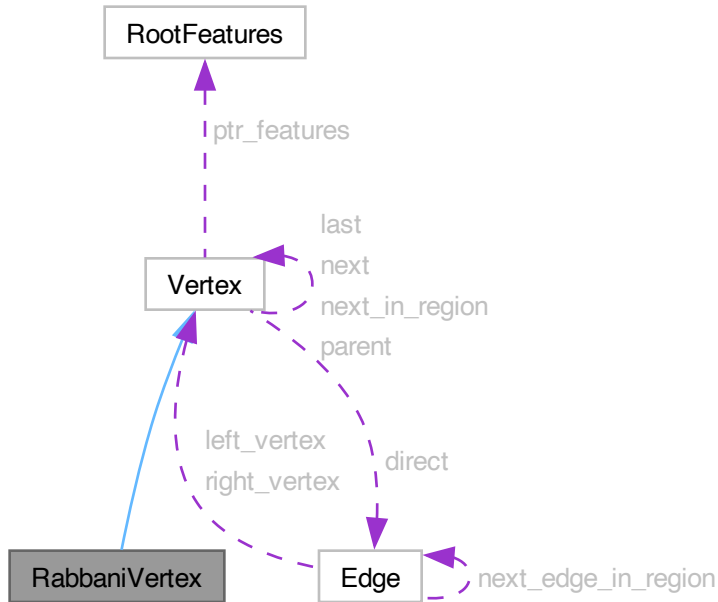 RootFeatures
ptr_features
last
next
next_in_region
parent
Vertex
left_vertex
right_vertex
direct
RabbaniVertex
Edge
next_edge_in_region